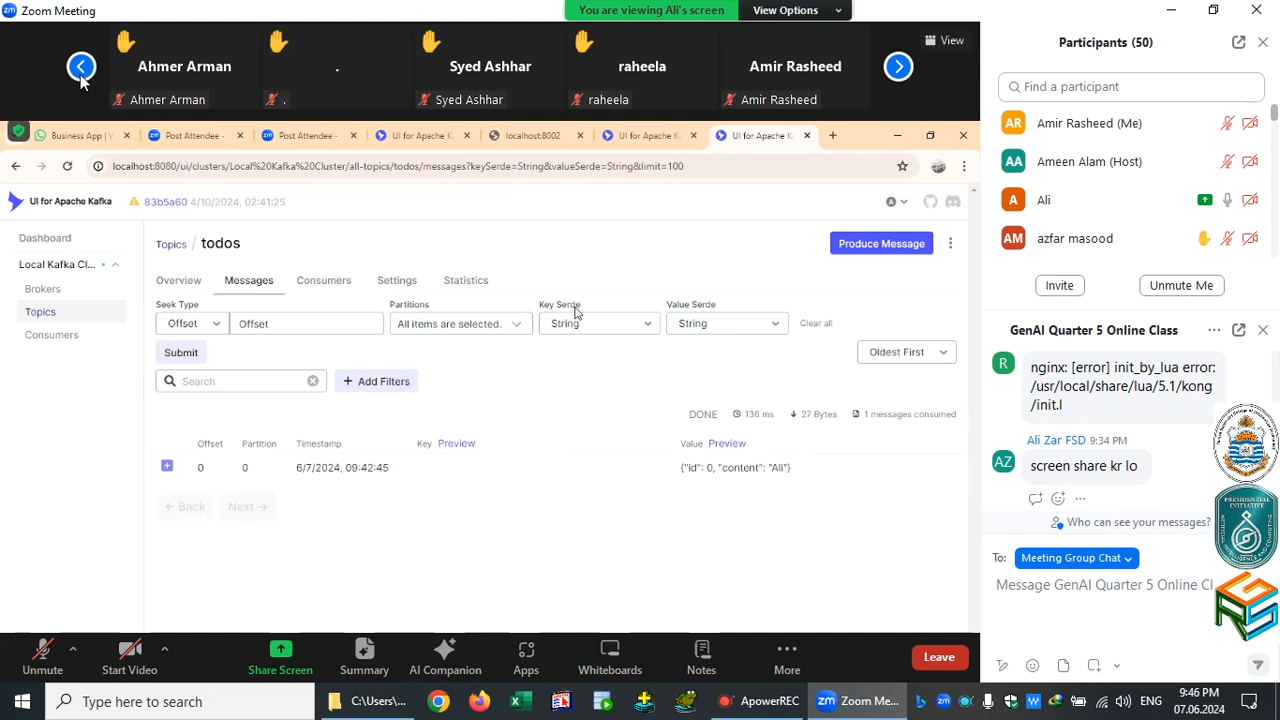 Zoom Meeting
You are viewing Ali's screen
View Options
Ahmer Arman
Ahmer Arman
.
.
Syed Ashhar
Syed Ashhar
raheela
raheela
Amir Rasheed
Amir Rasheed
View
Business App | V
Post Attendee -
Post Attendee -
UI for Apache Ka
localhost:8002
UI for Apache Ka
UI for Apache Ka
localhost:8080/ui/clusters/Local%20Kafka%20Cluster/all-topics/todos/messages?keySerde=String&valueSerde=String&limit=100
UI for Apache Kafka
83b5a60 4/10/2024, 02:41:25
A
Dashboard
Local Kafka Cl...
Brokers
Topics
Consumers
Topics / todos
Produce Message
Overview
Messages
Consumers
Settings
Statistics
Seek Type
Partitions
Key Serde
Value Serde
Offset
Offset
All items are selected.
String
String
Clear all
Submit
Oldest First
Search
+ Add Filters
DONE
136 ms
27 Bytes
1 messages consumed
Offset
Partition
Timestamp
Key Preview
Value Preview
0
0
6/7/2024, 09:42:45
{"id": 0, "content": "Ali"}
← Back
Next →
Participants (50)
Find a participant
AR Amir Rasheed (Me)
AA Ameen Alam (Host)
A Ali
AM azfar masood
Invite
Unmute Me
GenAI Quarter 5 Online Class
R
nginx: [error] init_by_lua error:
/usr/local/share/lua/5.1/kong
/init.l
Ali Zar FSD 9:34 PM
AZ
screen share kr lo
Who can see your messages?
To: Meeting Group Chat
Message GenAI Quarter 5 Online Cl
Unmute
Start Video
Share Screen
Summary
AI Companion
Apps
Whiteboards
Notes
More
Leave
Type here to search
C:\Users\...
ApowerREC
Zoom Me...
ENG
9:46 PM
07.06.2024